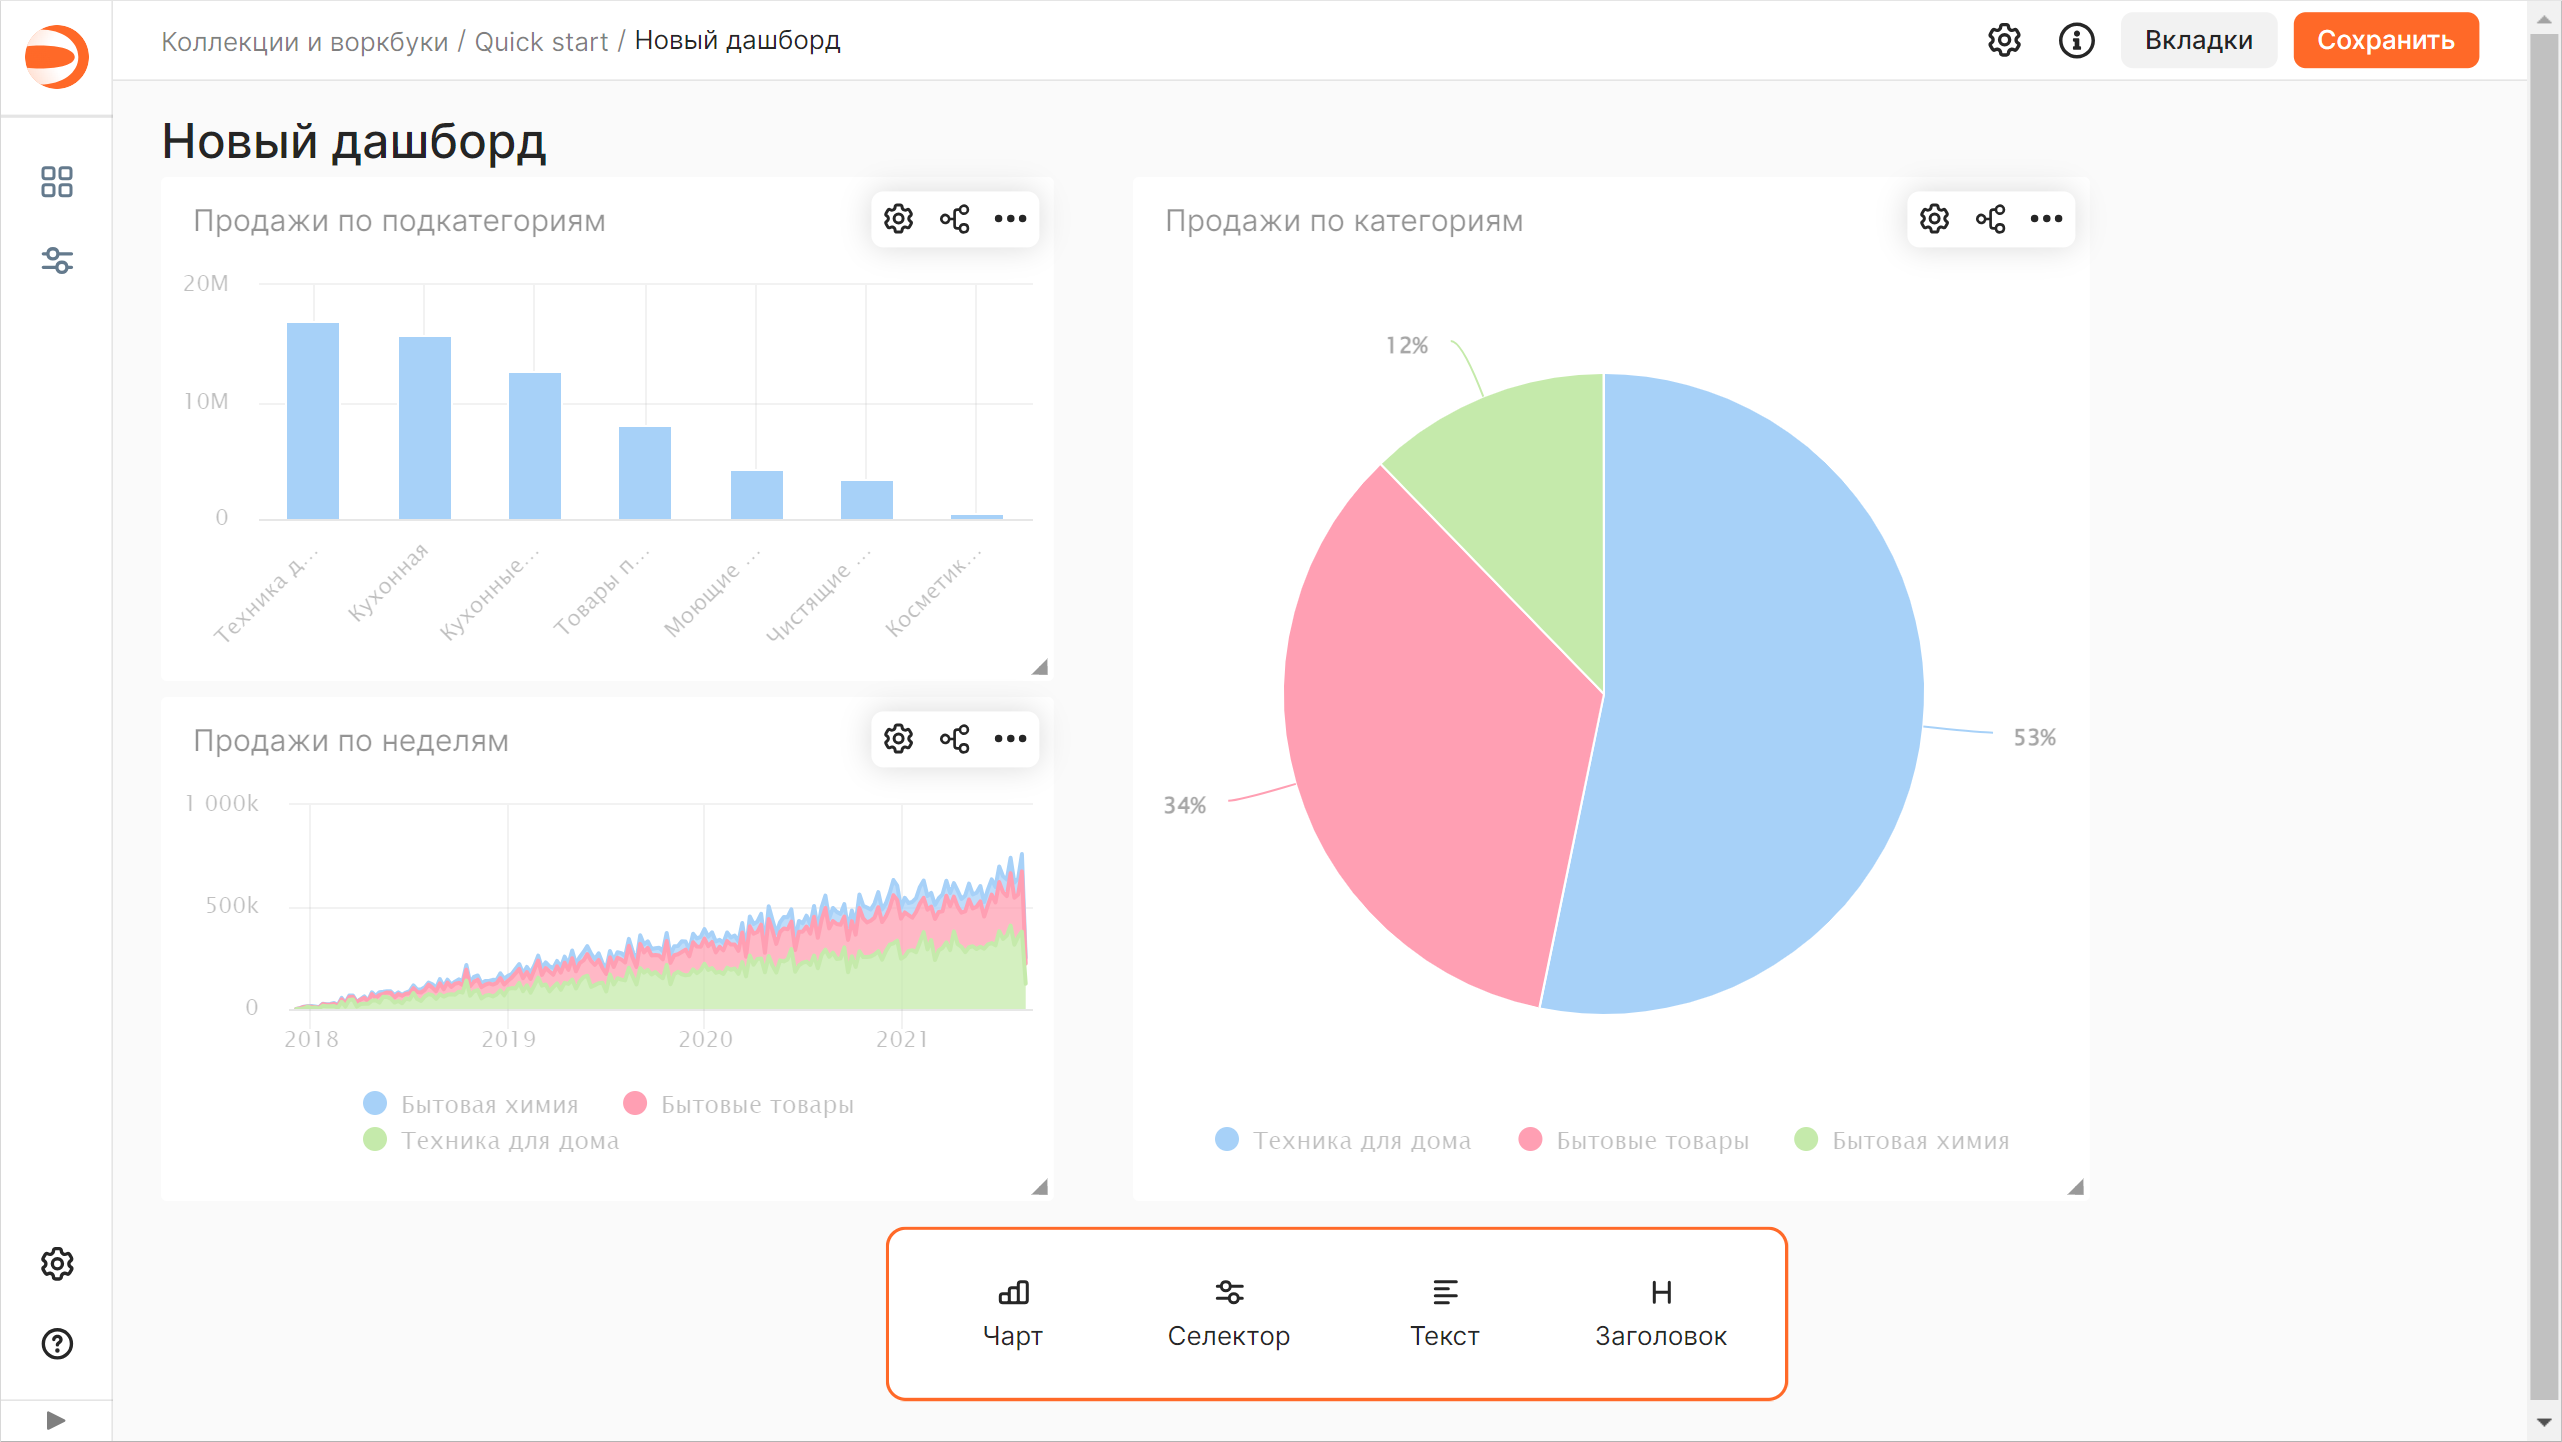 Коллекции и воркбуки / Quick start / Новый дашборд
Вкладки
Сохранить
Новый дашборд
Продажи по подкатегориям
20M
10M
0
Техника д...
Кухонная
Кухонные...
Товары п...
Моющие ...
Чистящие ...
Косметик...
Продажи по неделям
1 000k
500k
0
2018
2019
2020
2021
Бытовая химия
Бытовые товары
Техника для дома
Продажи по категориям
12%
53%
34%
Техника для дома
Бытовые товары
Бытовая химия
Чарт
Селектор
Текст
H
Заголовок